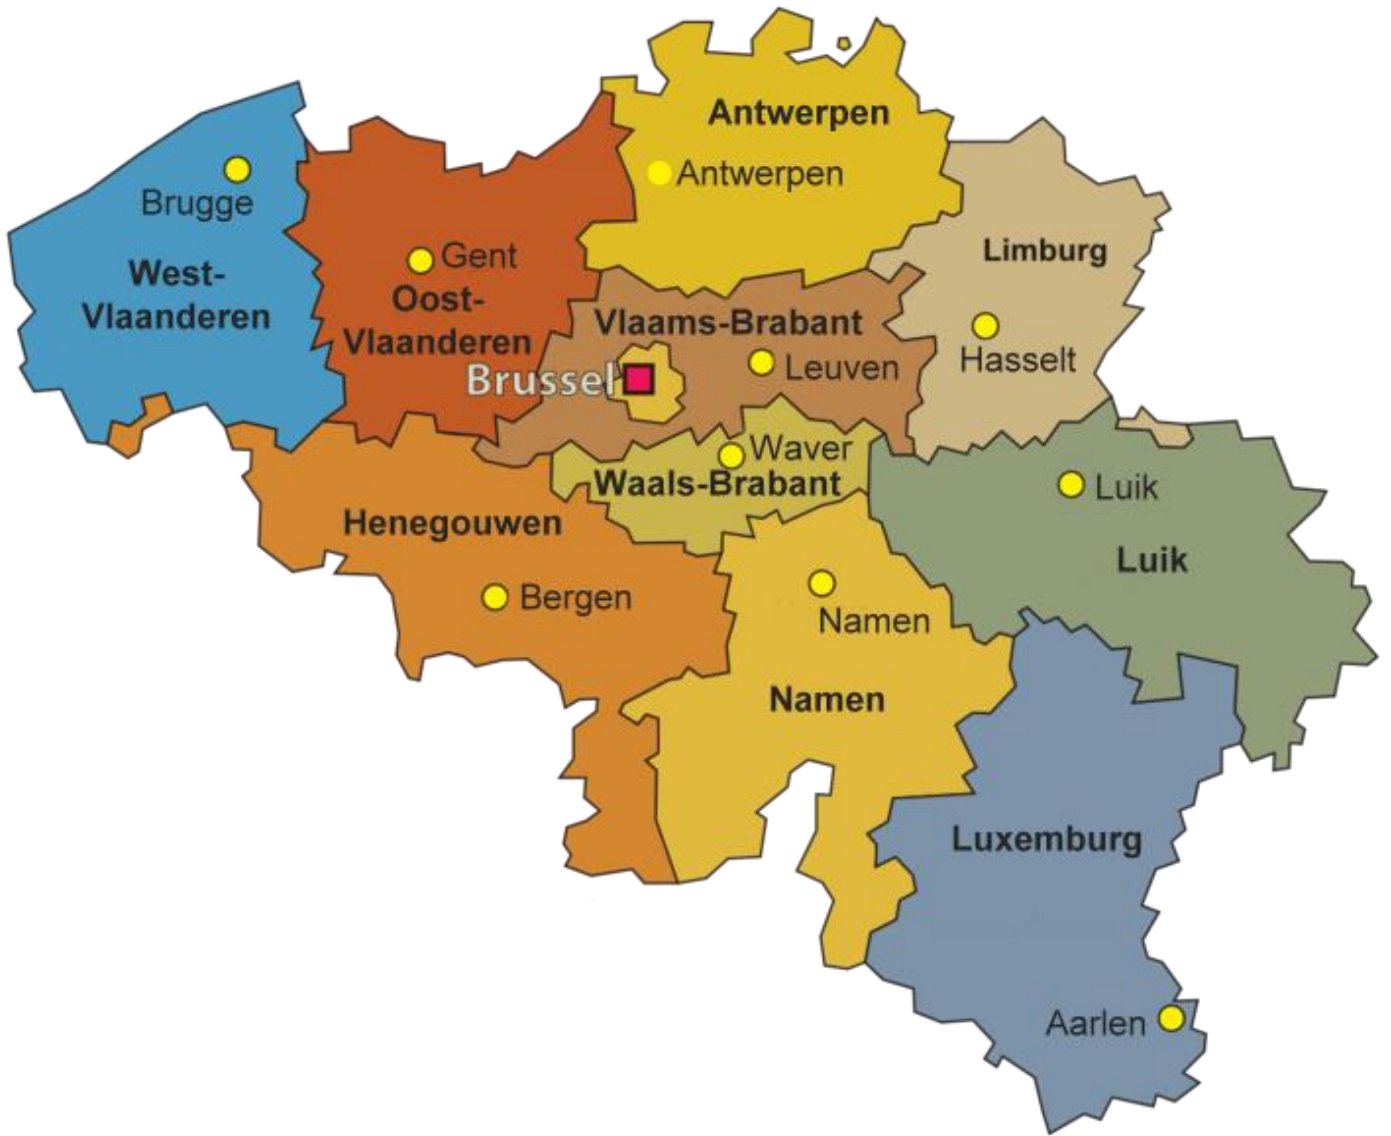 Antwerpen
Antwerpen
Brugge
West-
Vlaanderen
Gent
Oost-
Vlaanderen
Limburg
Hasselt
Vlaams-Brabant
Leuven
Brussel
Waver
Waals-Brabant
Henegouwen
Bergen
Luik
Luik
Namen
Namen
Luxemburg
Aarlen